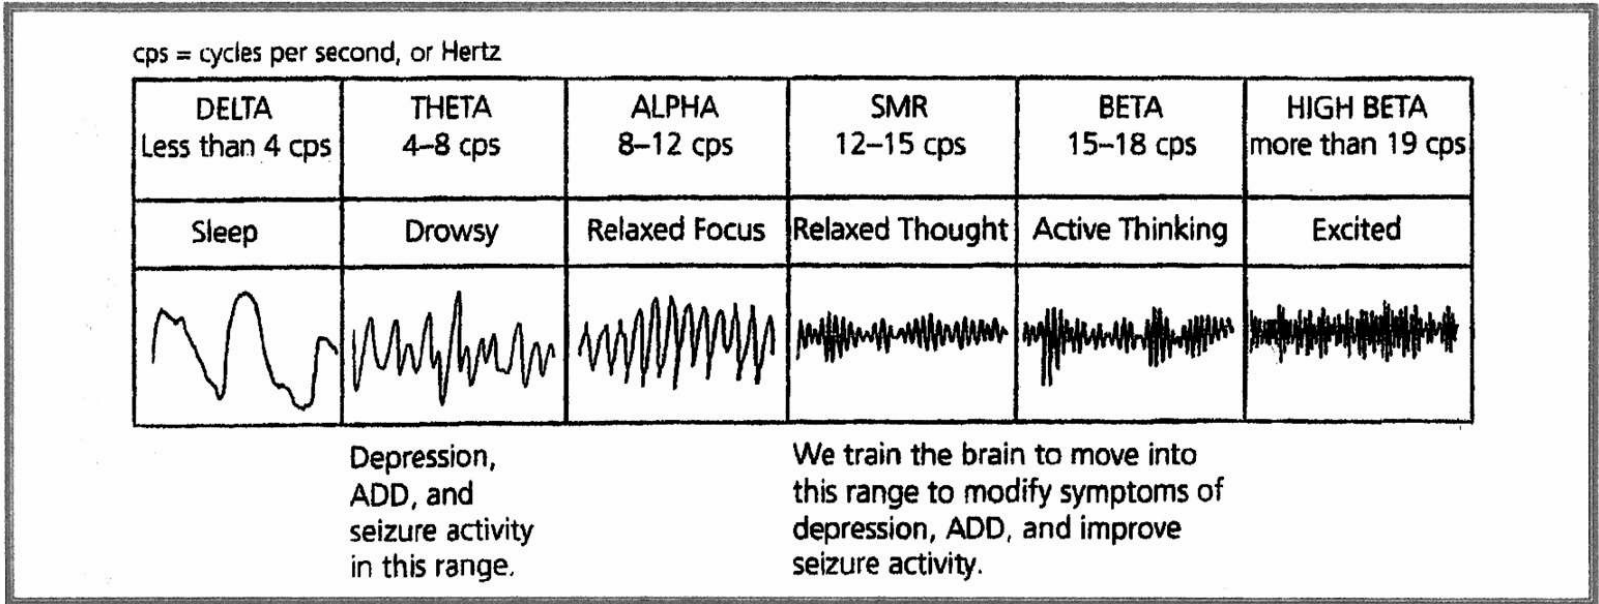 cps = cycles per second, or Hertz
DELTA
Less than 4 cps
THETA
4–8 cps
ALPHA
8–12 cps
SMR
12–15 cps
BETA
15–18 cps
HIGH BETA
more than 19 cps
Sleep
Drowsy
Relaxed Focus
Relaxed Thought
Active Thinking
Excited
Depression,
ADD, and
seizure activity
in this range.
We train the brain to move into
this range to modify symptoms of
depression, ADD, and improve
seizure activity.